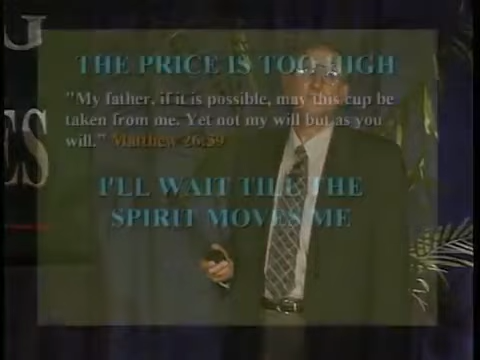 G
ES
THE PRICE IS TOO HIGH
"My father, if it is possible, may this cup be
taken from me. Yet not my will but as you
will." Matthew 26:39
I'LL WAIT TILL THE
SPIRIT MOVES ME